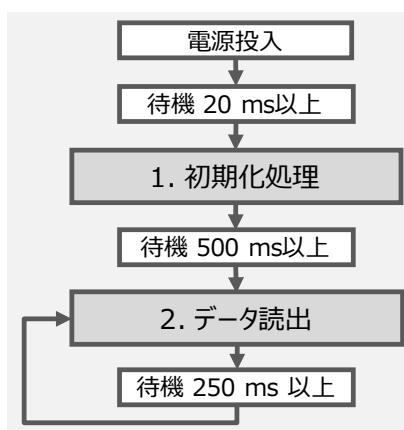 電源投入
待機 20 ms以上
1. 初期化処理
待機 500 ms以上
2. データ読出
待機 250 ms 以上